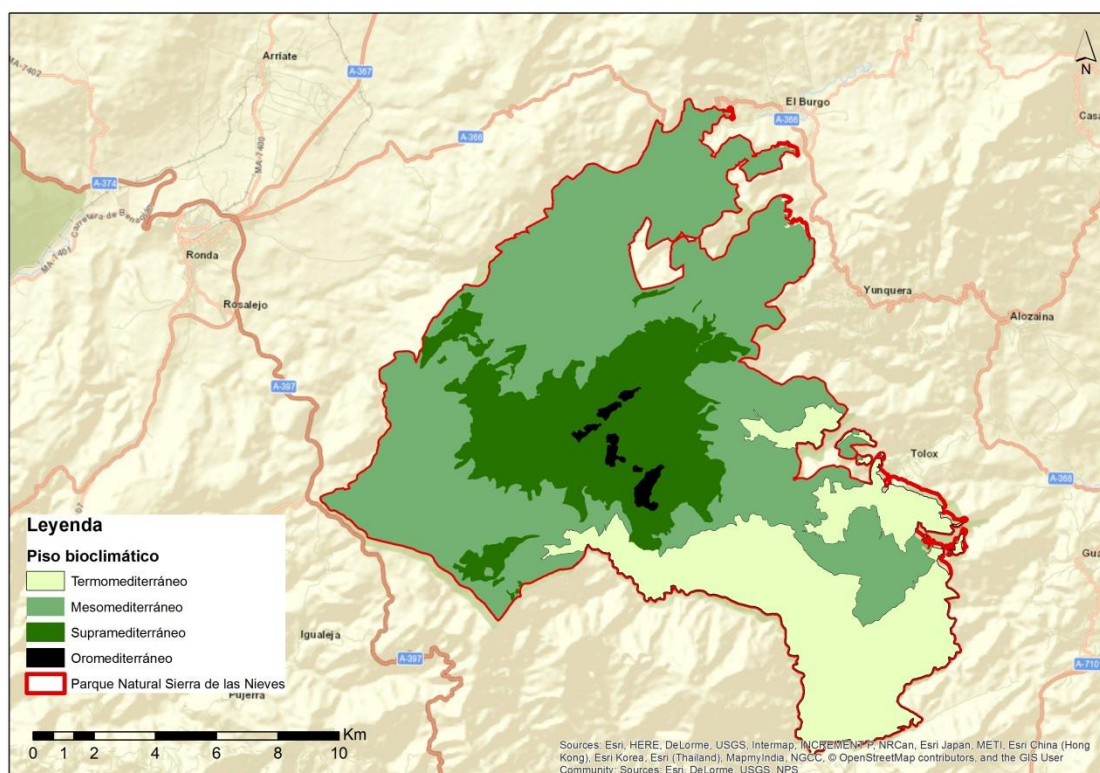 N
Arriate
A-367
MA-7402
MA-7400
A-366
El Burgo
A-366
Casa
A-374
Carretera de Benaoján
MA-7401
Ronda
Rosalejo
Yunquera
Alozaina
A-397
Tolox
A-366
Gua
07
Leyenda
Piso bioclimático
Termomediterráneo
Mesomediterráneo
Supramediterráneo
Oromediterráneo
Parque Natural Sierra de las Nieves
Igualeja
A-397
Pujerra
A-710
Km
0 1 2 4 6 8 10
Sources: Esri, HERE, DeLorme, USGS, Intermap, INCREMENT P, NRCan, Esri Japan, METI, Esri China (Hong
Kong), Esri Korea, Esri (Thailand), MapmyIndia, NGCC, © OpenStreetMap contributors, and the GIS User
Community; Sources: Esri, DeLorme, USGS, NPS